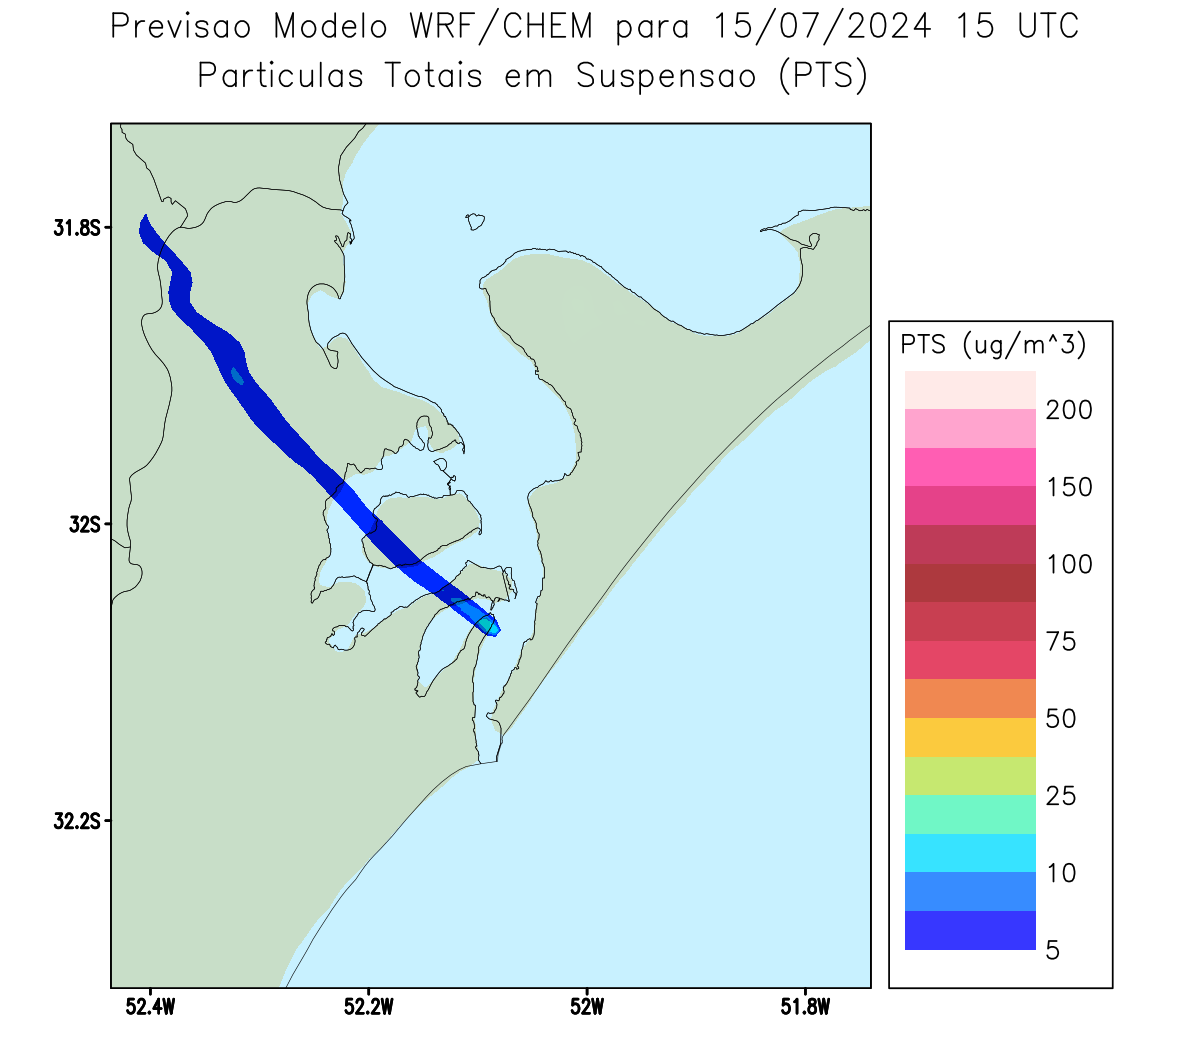 Previsao Modelo WRF/CHEM para 15/07/2024 15 UTC
Particulas Totais em Suspensao (PTS)
31.8S
32S
32.2S
52.4W
52.2W
52W
51.8W
PTS (ug/m^3)
200
150
100
75
50
25
10
5